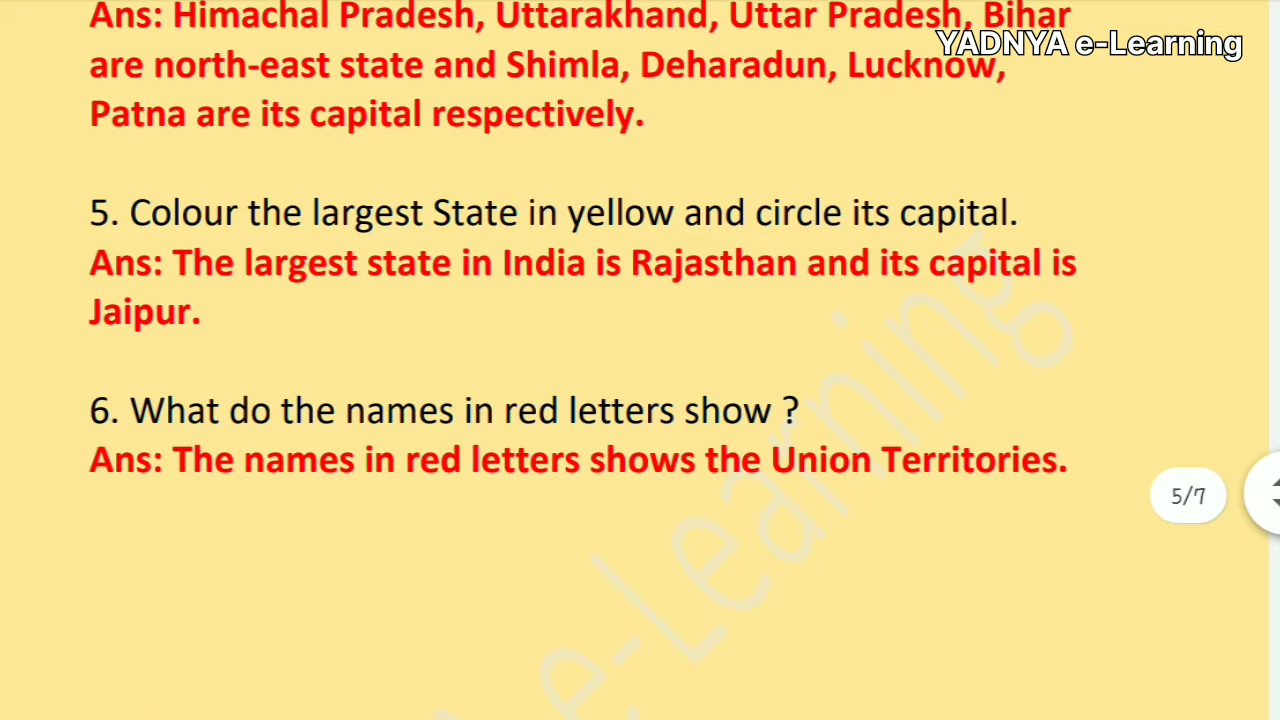 Ans: Himachal Pradesh, Uttarakhand, Uttar Pradesh, Bihar
YADNYA e-Learning
are north-east state and Shimla, Deharadun, Lucknow,
Patna are its capital respectively.
5. Colour the largest State in yellow and circle its capital.
Ans: The largest state in India is Rajasthan and its capital is
Jaipur.
6. What do the names in red letters show ?
Ans: The names in red letters shows the Union Territories.
5/7
e-Learning